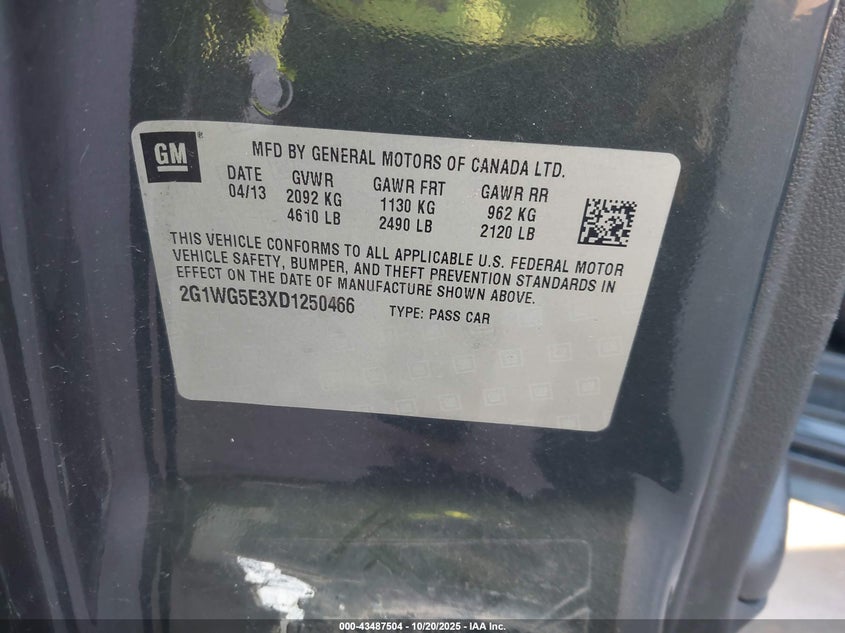 GM®
MFD BY GENERAL MOTORS OF CANADA LTD.
DATE GVWR GAWR FRT GAWR RR
04/13 2092 KG 1130 KG 962 KG
4610 LB 2490 LB 2120 LB
THIS VEHICLE CONFORMS TO ALL APPLICABLE U.S. FEDERAL MOTOR
VEHICLE SAFETY, BUMPER, AND THEFT PREVENTION STANDARDS IN
EFFECT ON THE DATE OF MANUFACTURE SHOWN ABOVE.
2G1WG5E3XD1250466 TYPE: PASS CAR
000-43487504 - 10/20/2025 - IAA Inc.